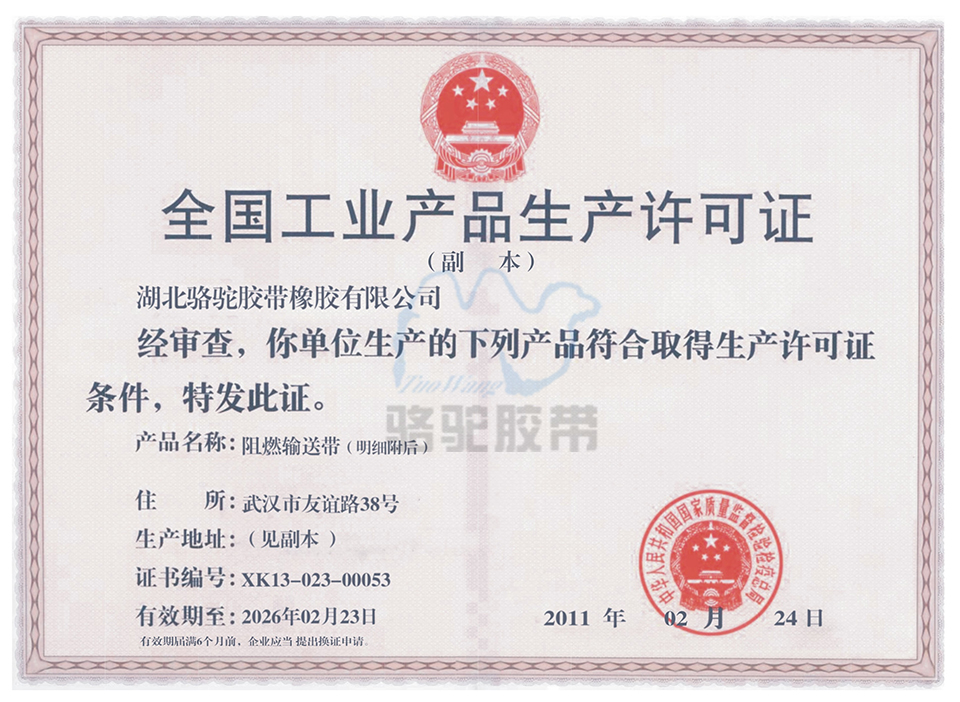 全国工业产品生产许可证
（副 本）
湖北骆驼胶带橡胶有限公司
经审查，你单位生产的下列产品符合取得生产许可证
条件，特发此证。
TuoWang
骆驼胶带
产品名称：阻燃输送带（明细附后）
住 所：武汉市友谊路38号
生产地址：（见副本 ）
证书编号：XK13-023-00053
有效期至：2026年02月23日
有效期届满6个月前，企业应当提出换证申请。
中华人民共和国国家质量监督检验检疫总局
2011 年 02 月 24 日